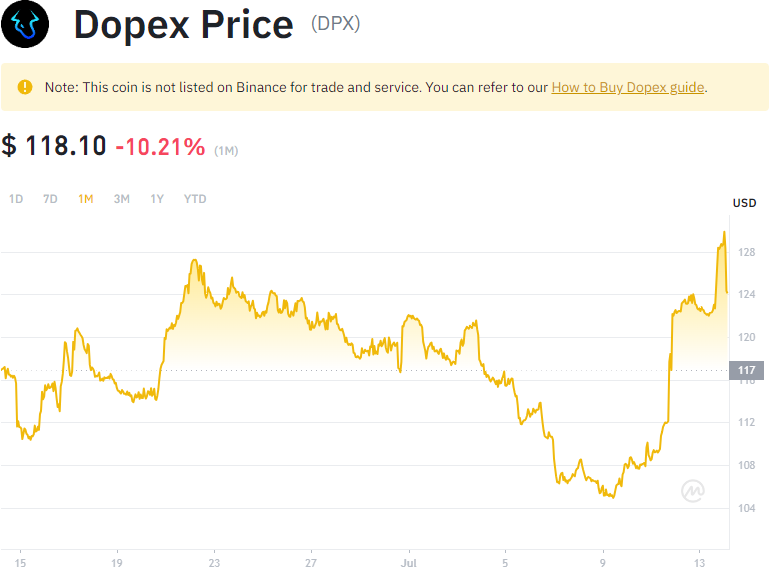 Dopex Price (DPX)
Note: This coin is not listed on Binance for trade and service. You can refer to our How to Buy Dopex guide.
$ 118.10 -10.21% (1M)
1D 7D 1M 3M 1Y YTD
USD
128
124
120
117
116
112
108
104
15 19 23 27 Jul 5 9 13